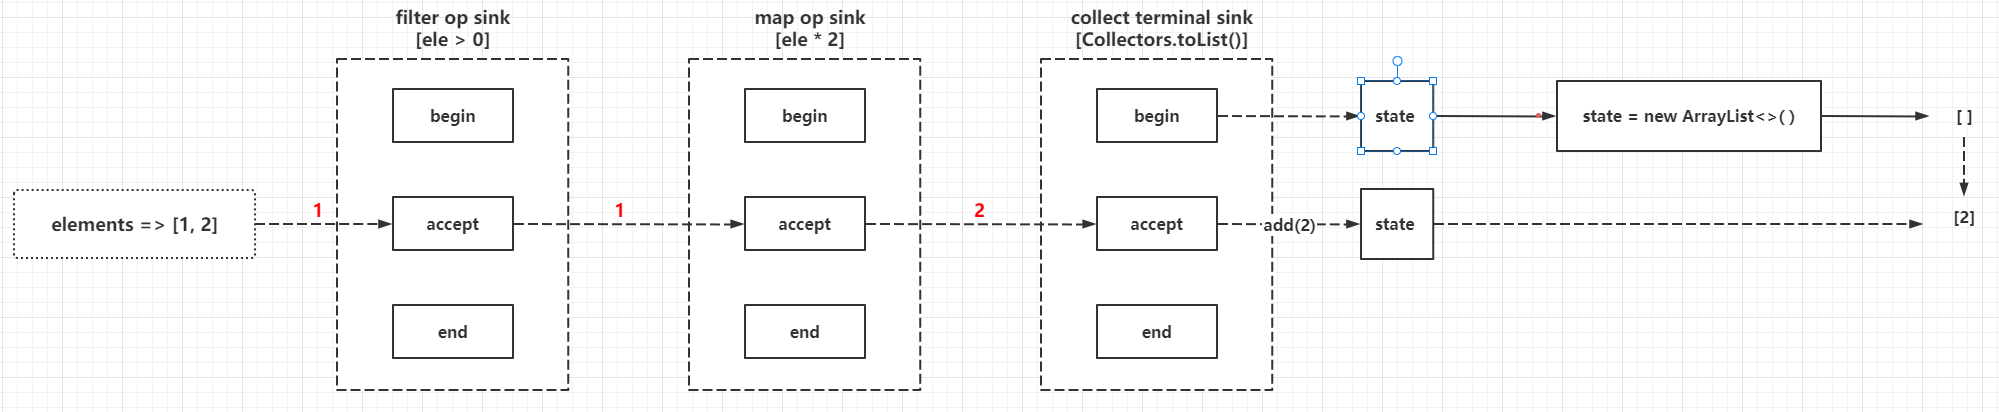 filter op sink
[ele > 0]
map op sink
[ele * 2]
collect terminal sink
[Collectors.toList()]
begin
begin
begin
state
state = new ArrayList<>()
[ ]
elements => [1, 2]
1
accept
1
accept
2
accept
add(2)
state
[2]
end
end
end